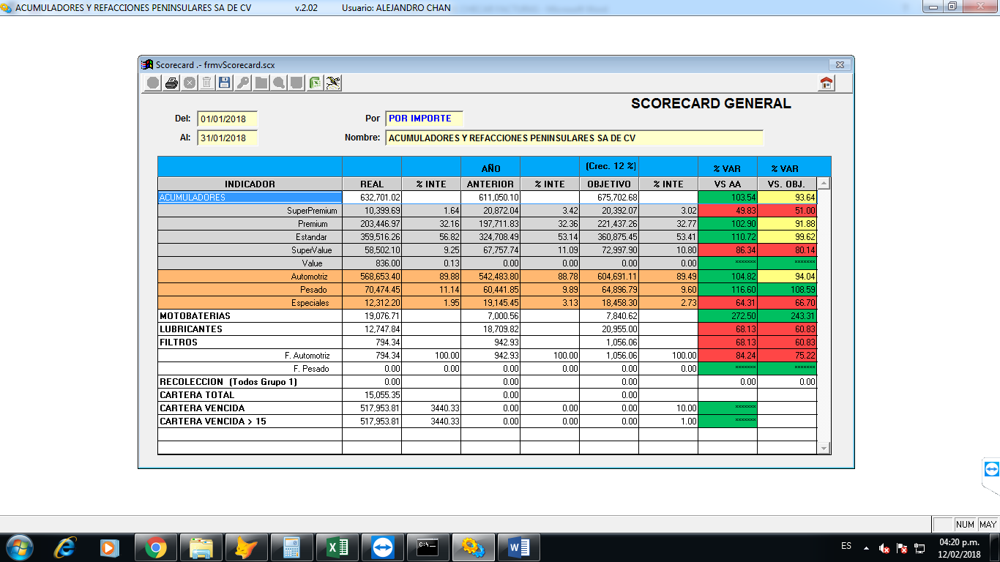 ACUMULADORES Y REFACCIONES PENINSULARES SA DE CV v.2.02 Usuario: ALEJANDRO CHAN
Scorecard .- frmvScorecard.scx
SCORECARD GENERAL
Del: 01/01/2018 Por POR IMPORTE
Al: 31/01/2018 Nombre: ACUMULADORES Y REFACCIONES PENINSULARES SA DE CV
AÑO (Crec. 12 %) % VAR % VAR
INDICADOR REAL % INTE ANTERIOR % INTE OBJETIVO % INTE VS AA VS. OBJ.
ACUMULADORES 632,701.02 611,050.10 675,702.68 103.54 93.64
SuperPremium 10,399.69 1.64 20,872.04 3.42 20,392.07 3.02 49.83 51.00
Premium 203,446.97 32.16 197,711.83 32.36 221,437.26 32.77 102.90 91.88
Estandar 359,516.26 56.82 324,708.49 53.14 360,875.45 53.41 110.72 99.62
SuperValue 58,502.10 9.25 67,757.74 11.09 72,997.90 10.80 86.34 80.14
Value 836.00 0.13 0.00 0.00 0.00 0.00 ******* *******
Automotriz 568,653.40 89.88 542,483.80 88.78 604,691.11 89.49 104.82 94.04
Pesado 70,474.45 11.14 60,441.85 9.89 64,896.79 9.60 116.60 108.59
Especiales 12,312.20 1.95 19,145.45 3.13 18,458.30 2.73 64.31 66.70
MOTOBATERIAS 19,076.71 7,000.56 7,840.62 272.50 243.31
LUBRICANTES 12,747.84 18,709.82 20,955.00 68.13 60.83
FILTROS 794.34 942.93 1,056.06 68.13 60.83
F. Automotriz 794.34 100.00 942.93 100.00 1,056.06 100.00 84.24 75.22
F. Pesado 0.00 0.00 0.00 0.00 0.00 0.00 ******* *******
RECOLECCION (Todos Grupo 1) 0.00 0.00 0.00 0.00 0.00
CARTERA TOTAL 15,055.35 0.00 0.00
CARTERA VENCIDA 517,953.81 3440.33 0.00 0.00 0.00 10.00 *******
CARTERA VENCIDA > 15 517,953.81 3440.33 0.00 0.00 0.00 1.00 *******
NUM MAY
ES 04:20 p.m.
12/02/2018